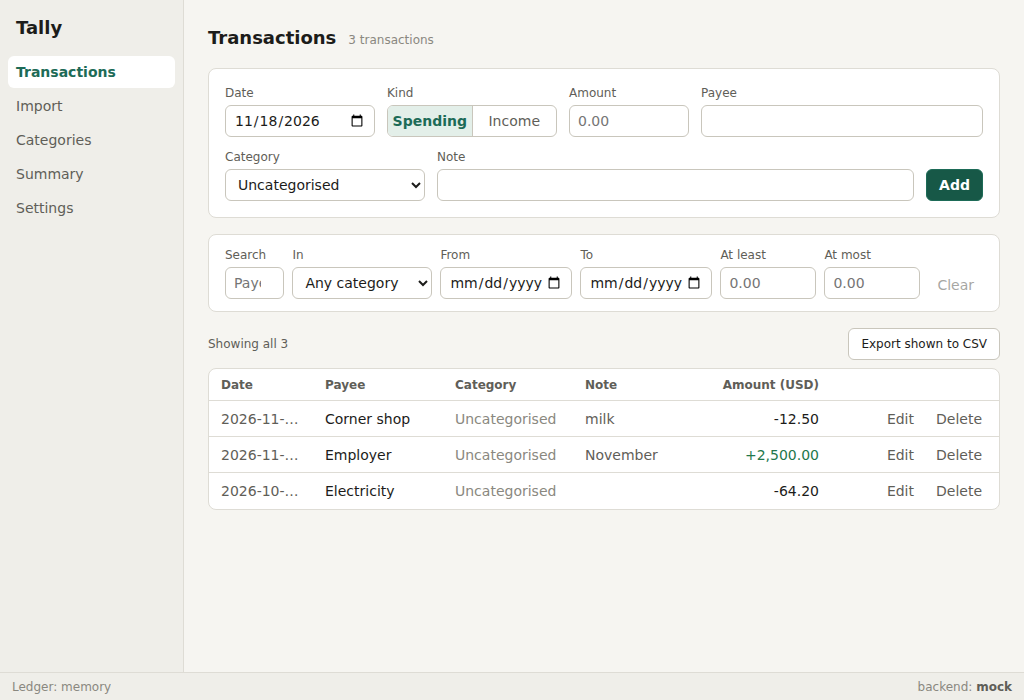 Tally
Transactions
Import
Categories
Summary
Settings
Transactions 3 transactions
Date Kind Amount Payee
11/18/2026 Spending Income 0.00
Category Note
Uncategorised Add
Search In From To At least At most
Any category mm/dd/yyyy mm/dd/yyyy 0.00 0.00 Clear
Showing all 3 Export shown to CSV
Date Payee Category Note Amount (USD)
2026-11-... Corner shop Uncategorised milk -12.50 Edit Delete
2026-11-... Employer Uncategorised November +2,500.00 Edit Delete
2026-10-... Electricity Uncategorised -64.20 Edit Delete
Ledger: memory backend: mock